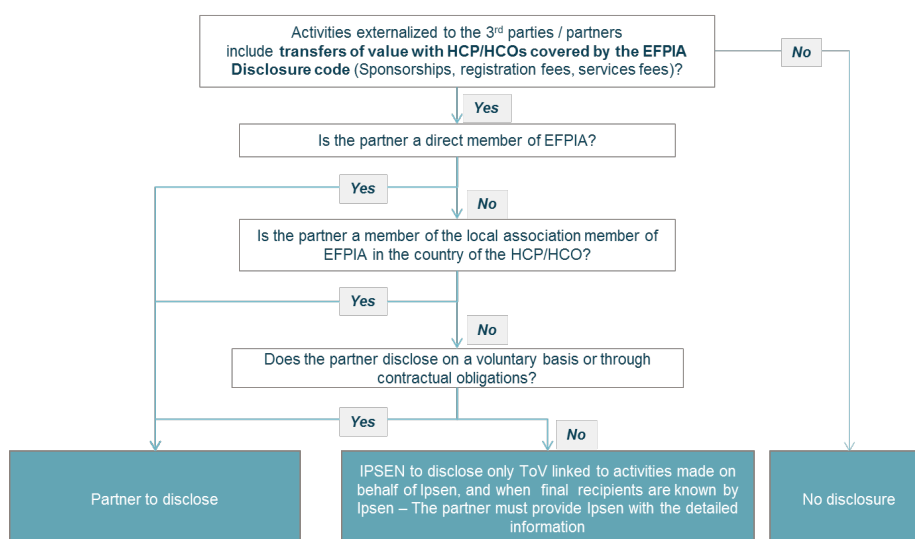 Activities externalized to the 3rd parties / partners
include transfers of value with HCP/HCOs covered by the EFPIA
Disclosure code (Sponsorships, registration fees, services fees)?
No
Yes
Is the partner a direct member of EFPIA?
Yes
No
Is the partner a member of the local association member of
EFPIA in the country of the HCP/HCO?
Yes
No
Does the partner disclose on a voluntary basis or through
contractual obligations?
Yes
No
Partner to disclose
IPSEN to disclose only ToV linked to activities made on
behalf of Ipsen, and when final recipients are known by
Ipsen – The partner must provide Ipsen with the detailed
information
No disclosure